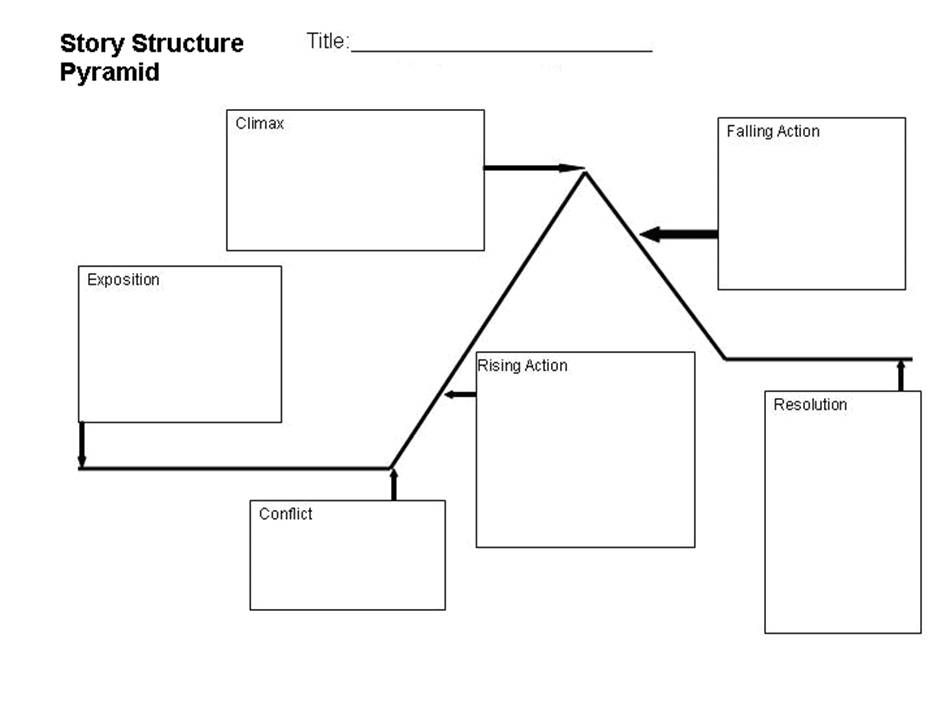 Story Structure
Pyramid
Title:
Climax
Falling Action
Exposition
Rising Action
Resolution
Conflict